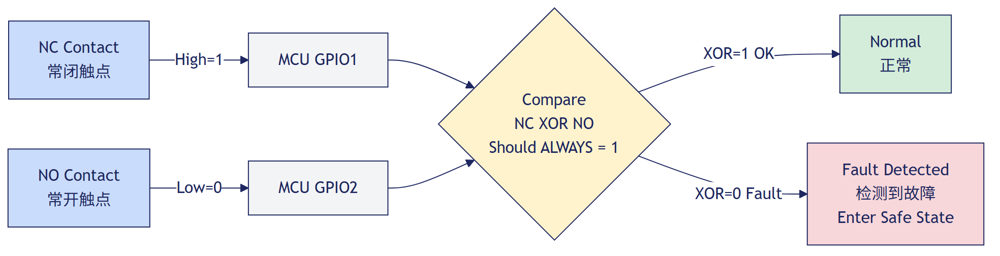 NC Contact
常闭触点
High=1
MCU GPIO1
NO Contact
常开触点
Low=0
MCU GPIO2
Compare
NC XOR NO
Should ALWAYS = 1
XOR=1 OK
Normal
正常
XOR=0 Fault
Fault Detected
检测到故障
Enter Safe State